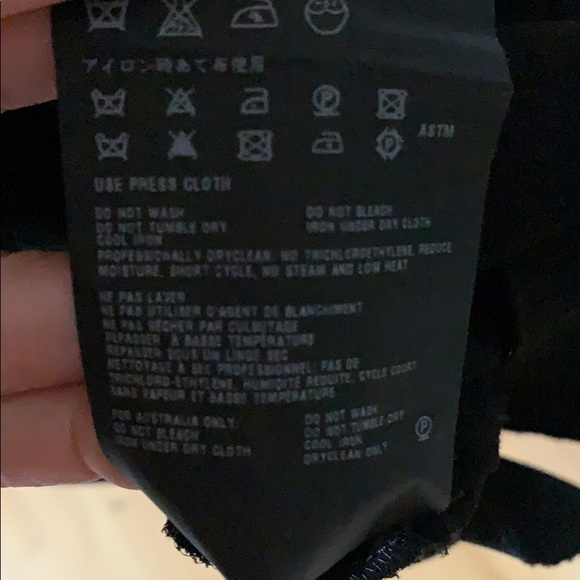 アイロン時あて布使用
P
ASTM
P
USE PRESS CLOTH
DO NOT WASH DO NOT BLEACH
DO NOT TUMBLE DRY IRON UNDER DRY CLOTH
COOL IRON
PROFESSIONALLY DRYCLEAN, NO TRICHLOROETHYLENE, REDUCE
MOISTURE, SHORT CYCLE, NO STEAM AND LOW HEAT
NE PAS LAVER
NE PAS UTILISER D'AGENT DE BLANCHIMENT
NE PAS SÉCHER PAR CULBUTAGE
REPASSER À BASSE TEMPÉRATURE
REPASSER SOUS UN LINGE SEC
NETTOYAGE A SEC PROFESSIONNEL: PAS DE
TRICHLORO-ÉTHYLENE, HUMIDITÉ REDUITE, CYCLE COURT
SANS VAPEUR ET BASSE TEMPÉRATURE
FOR AUSTRALIA ONLY. DO NOT WASH
DO NOT BLEACH DO NOT TUMBLE DRY
IRON UNDER DRY CLOTH COOL IRON
DRYCLEAN ONLY
P